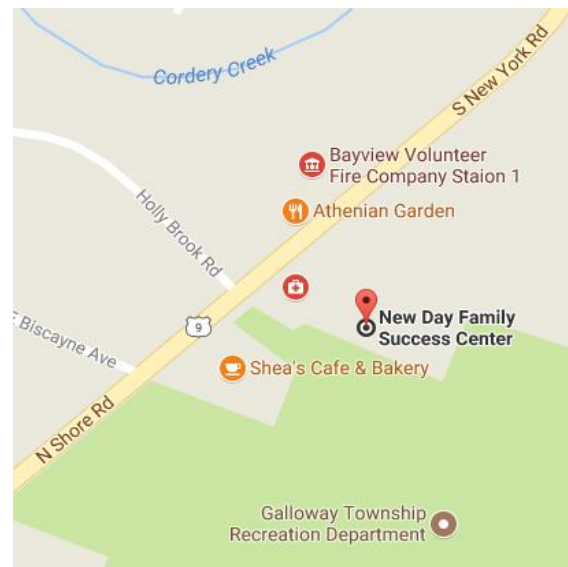 Cordery Creek
S New York Rd
Bayview Volunteer
Fire Company Staion 1
Athenian Garden
Holly Brook Rd
New Day Family
Success Center
9
E Biscayne Ave
Shea's Cafe & Bakery
N Shore Rd
Galloway Township
Recreation Department